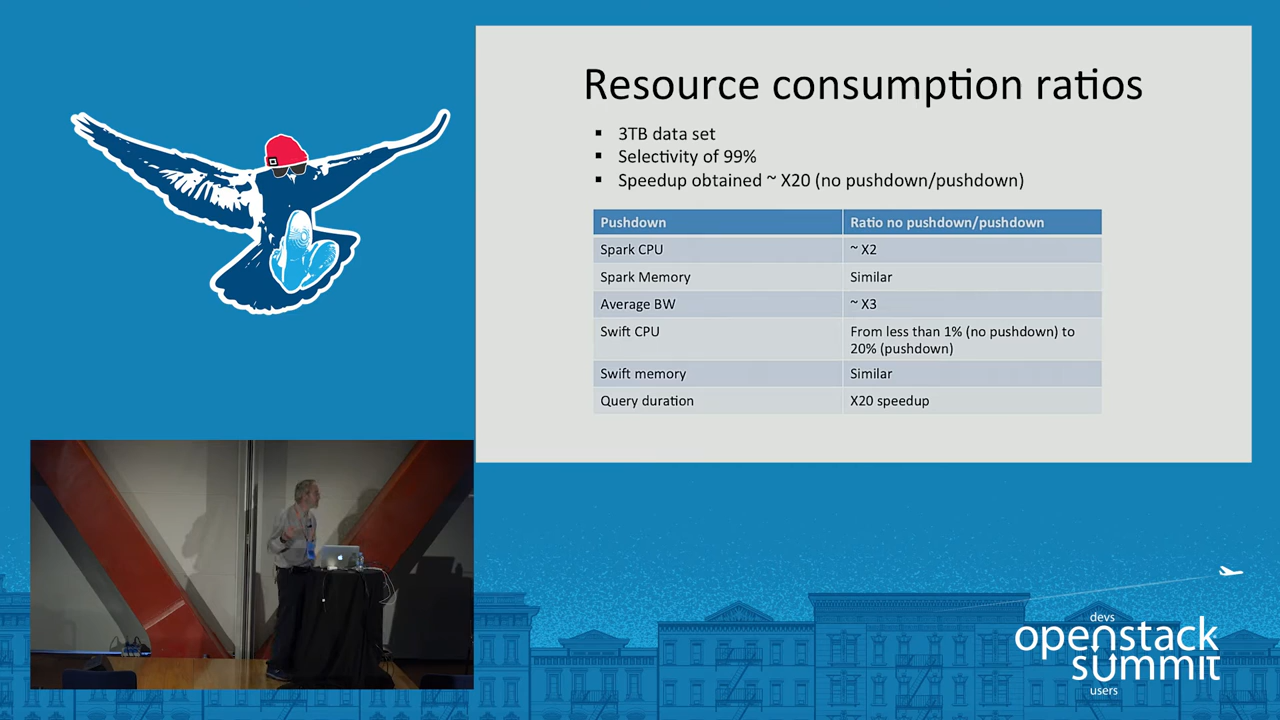 Resource consumption ratios
▪ 3TB data set
▪ Selectivity of 99%
▪ Speedup obtained ~ X20 (no pushdown/pushdown)
Pushdown Ratio no pushdown/pushdown
Spark CPU ~ X2
Spark Memory Similar
Average BW ~ X3
Swift CPU From less than 1% (no pushdown) to
20% (pushdown)
Swift memory Similar
Query duration X20 speedup
devs
openstack
summit
users